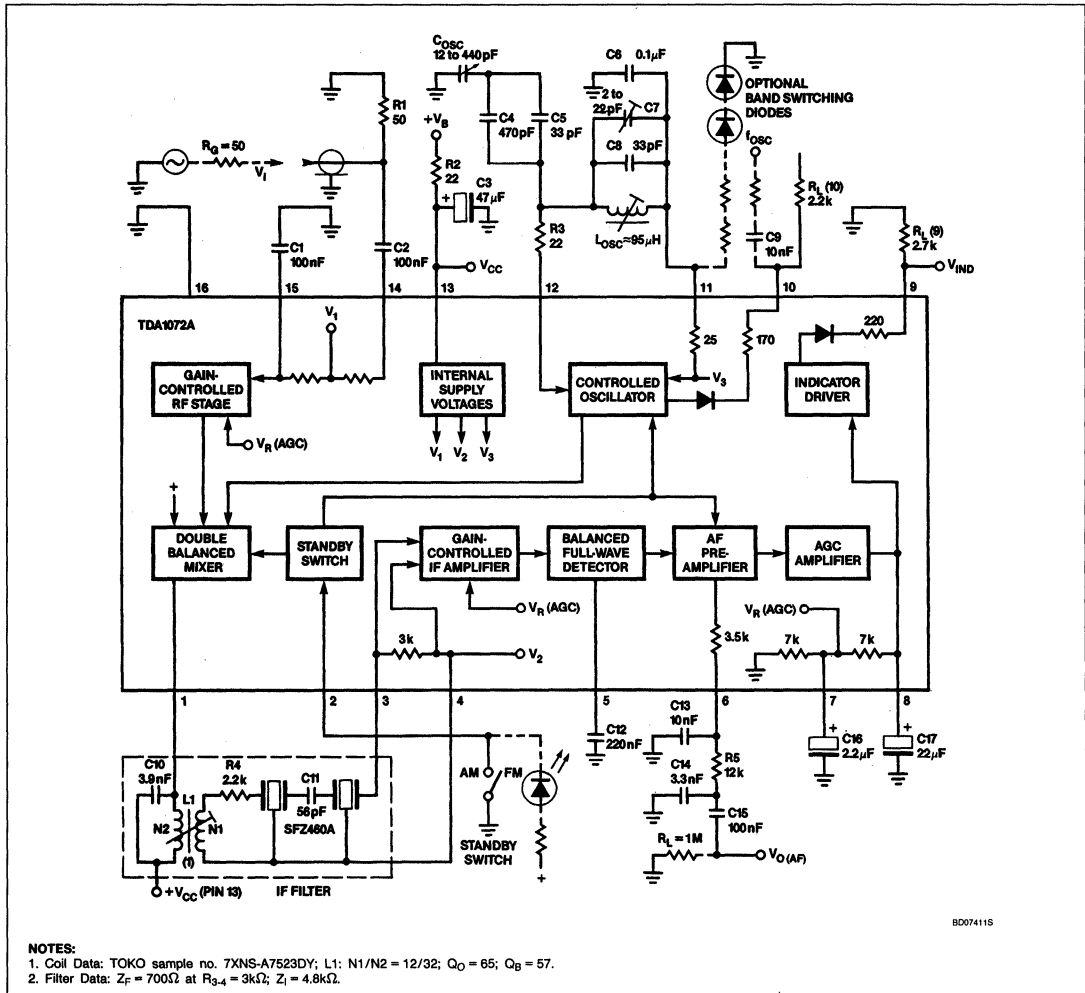 COSC
12 to 440pF
C6 0.1μF
R1
50
2 to
22pF
C7
OPTIONAL
BAND SWITCHING
DIODES
+VB
C4
470pF
C5
33 pF
fOSC
RG = 50
VI
R2
22
C8 33pF
C3
47μF
+
RL (10)
2.2k
RL (9)
2.7k
R3
22
LOSC≈95μH
C9
10nF
C1
100nF
C2
100nF
VCC
VIND
16
15
14
13
12
11
10
9
TDA1072A
V1
25
170
220
GAIN-
CONTROLLED
RF STAGE
INTERNAL
SUPPLY
VOLTAGES
CONTROLLED
OSCILLATOR
V3
INDICATOR
DRIVER
VR (AGC)
V1 V2 V3
+
DOUBLE
BALANCED
MIXER
STANDBY
SWITCH
GAIN-
CONTROLLED
IF AMPLIFIER
BALANCED
FULL-WAVE
DETECTOR
AF
PRE-
AMPLIFIER
AGC
AMPLIFIER
VR (AGC)
VR (AGC)
3k
V2
3.5k
7k
7k
1
2
3
4
5
6
7
8
C10
3.9nF
L1
N2
N1
(1)
R4
2.2k
C11
56pF
SFZ460A
AM
FM
STANDBY
SWITCH
+
C12
220nF
C13
10nF
C14
3.3nF
R5
12k
C15
100nF
RL = 1M
VO(AF)
+
C16
2.2μF
+
C17
22μF
+VCC (PIN 13)
IF FILTER
BD07411S
NOTES:
1. Coil Data: TOKO sample no. 7XNS-A7523DY; L1: N1/N2 = 12/32; QO = 65; QB = 57.
2. Filter Data: ZF = 700Ω at R3-4 = 3kΩ; ZI = 4.8kΩ.